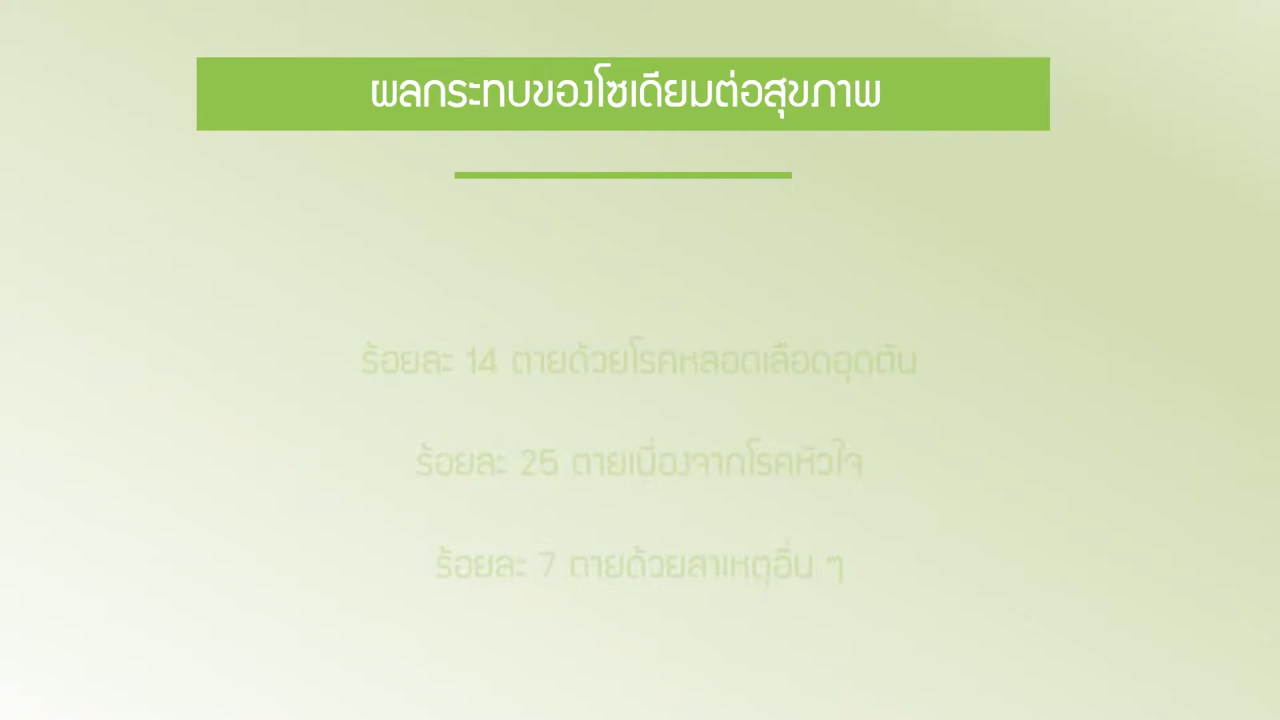 ผลกระทบของโซเดียมต่อสุขภาพ
ร้อยละ 14 ตายด้วยโรคหลอดเลือดอุดตัน
ร้อยละ 25 ตายเนื่องจากโรคหัวใจ
ร้อยละ 7 ตายด้วยสาเหตุอื่น ๆ